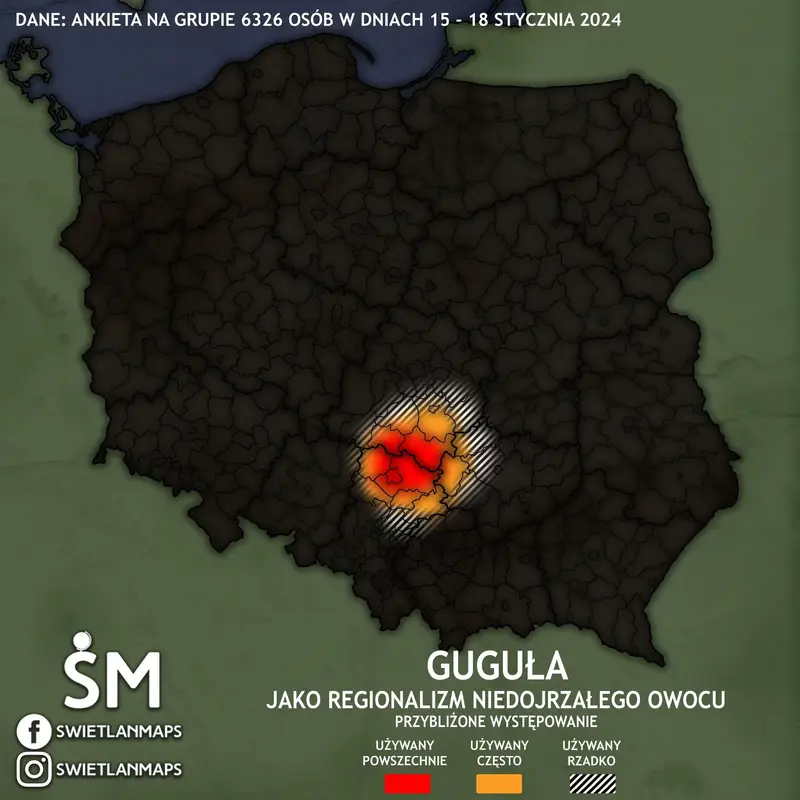 DANE: ANKIETA NA GRUPIE 6326 OSÓB W DNIACH 15 - 18 STYCZNIA 2024
ŚM
SWIETLANMAPS
SWIETLANMAPS
GUGUŁA
JAKO REGIONALIZM NIEDOJRZAŁEGO OWOCU
PRZYBLIŻONE WYSTĘPOWANIE
UŻYWANY
POWSZECHNIE
UŻYWANY
CZĘSTO
UŻYWANY
RZADKO